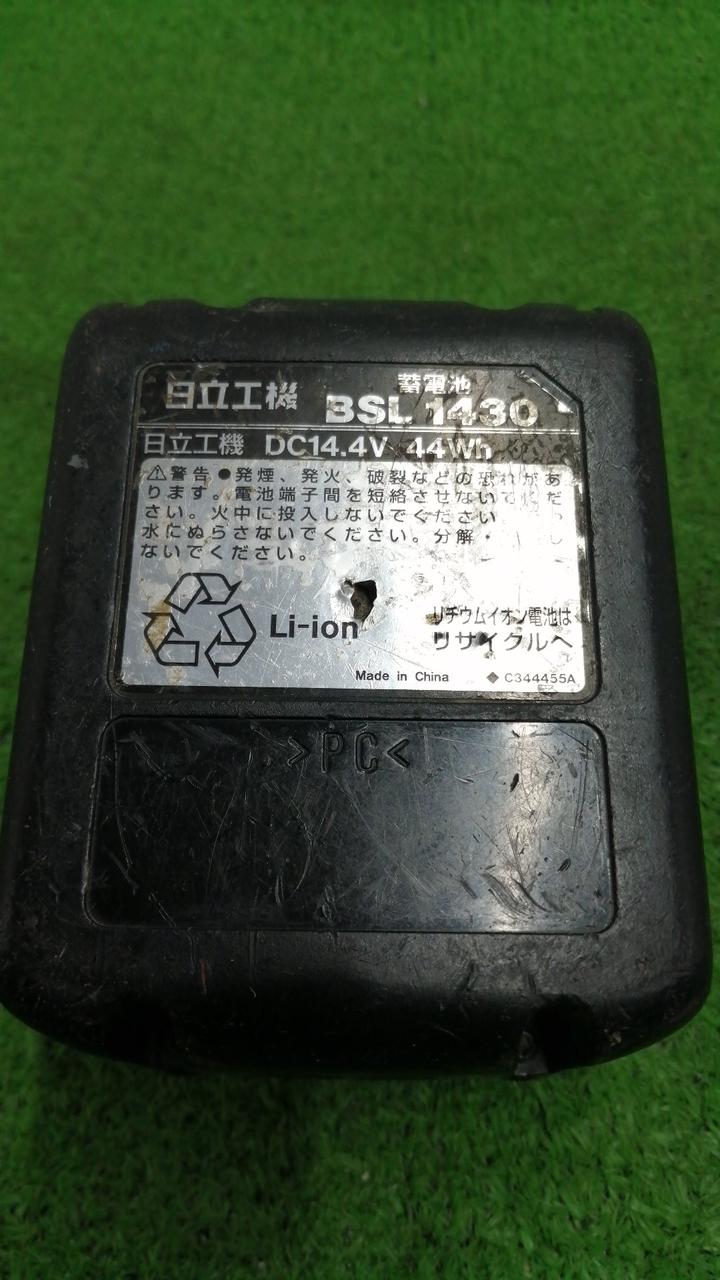 日立工機 蓄電池
BSL 1430
日立工機 DC14.4V 44Wh
⚠警告 ●発煙、発火、破裂などの恐れがあ
ります。電池端子間を短絡させないでくだ
さい。火中に投入しないでください
水にぬらさないでください。分解・ し
ないでください。
Li-ion
リチウムイオン電池は
リサイクルへ
Made in China ◆ C344455A
>PC<